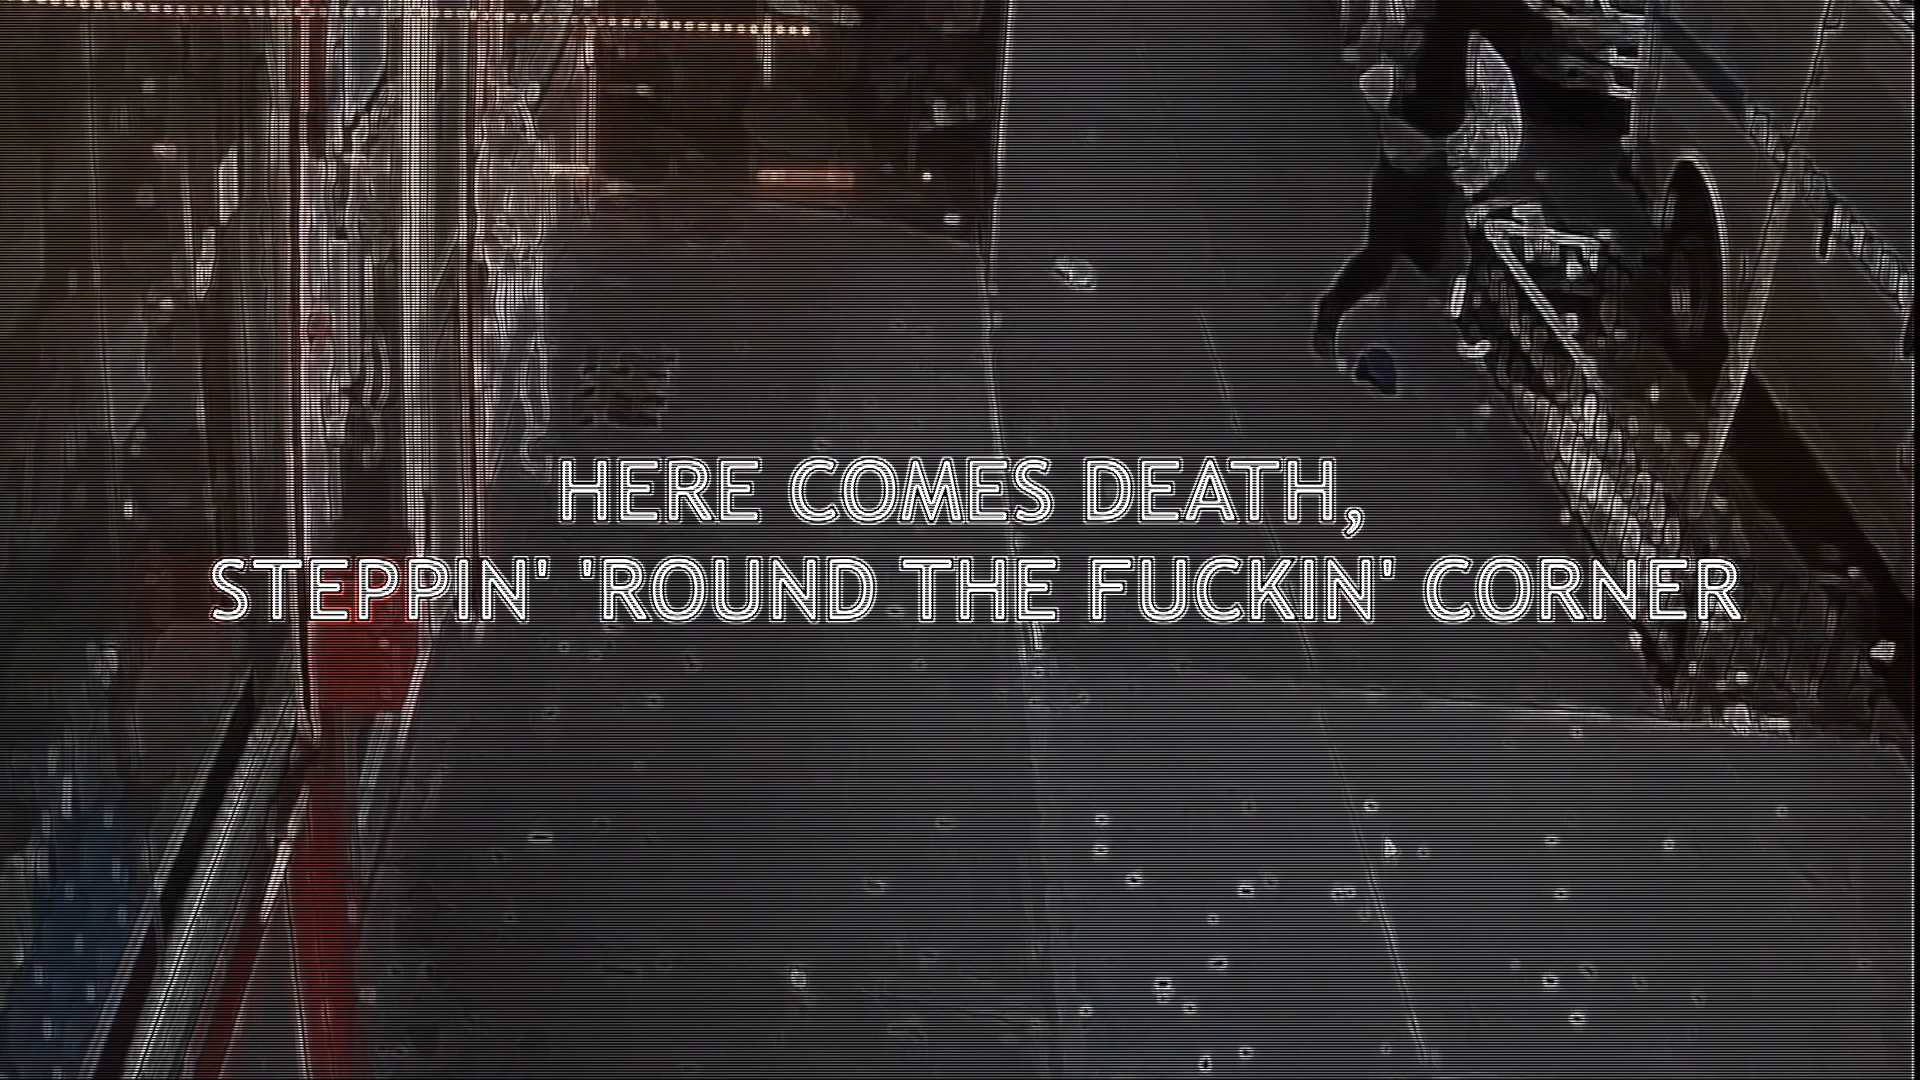 HERE COMES DEATH,
STEPPIN' 'ROUND THE FUCKIN' CORNER